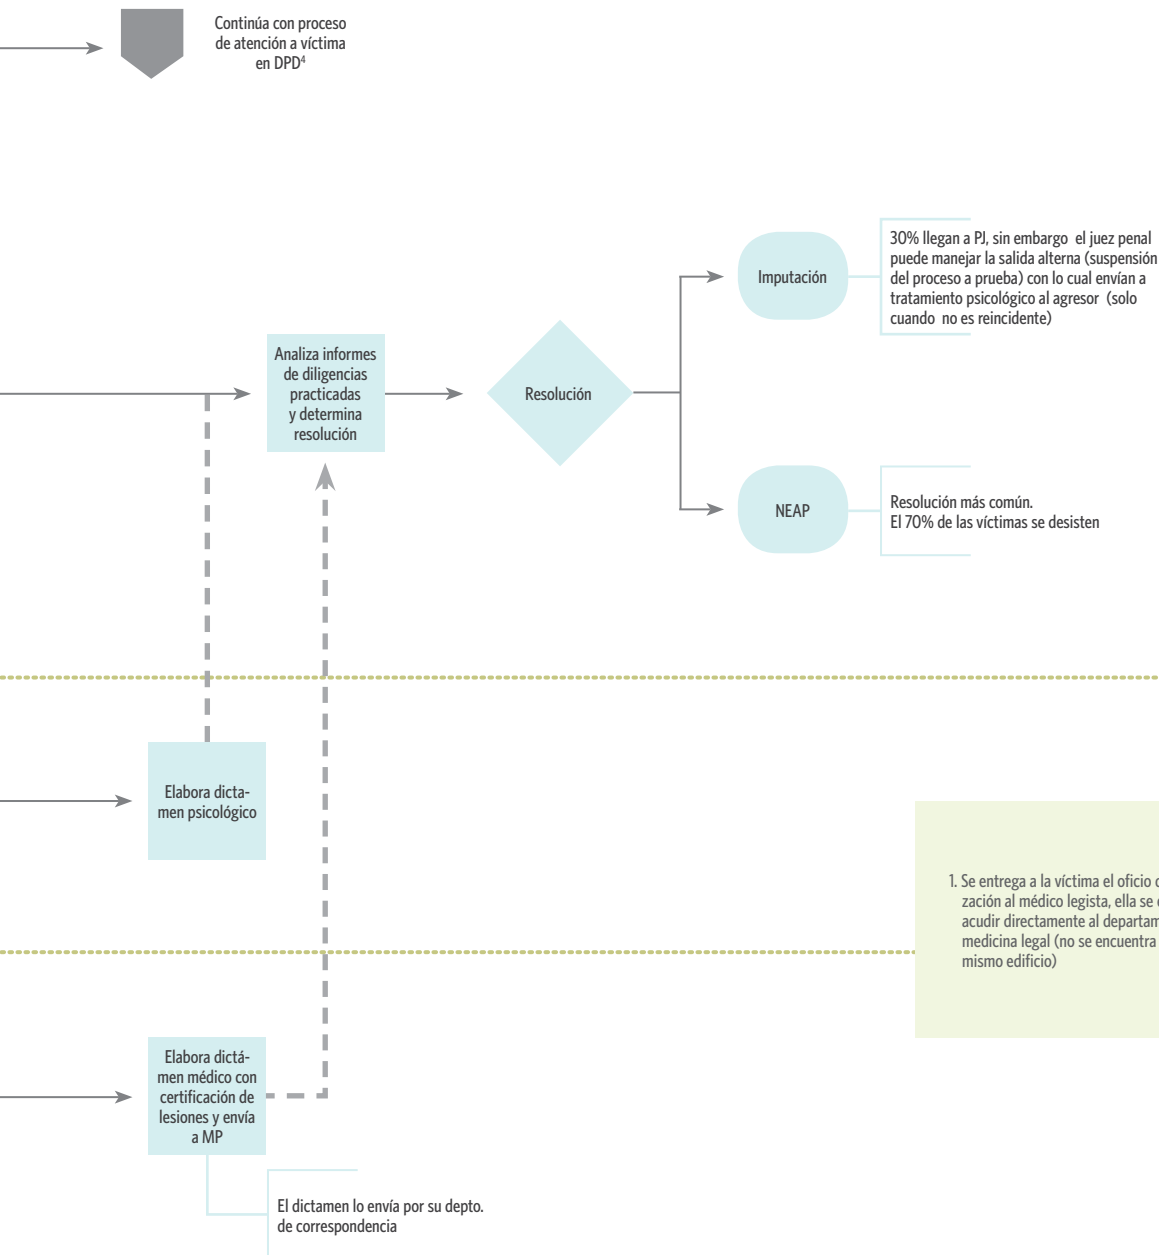 Continúa con proceso
de atención a víctima
en DPD⁴
30% llegan a PJ, sin embargo el juez penal
puede manejar la salida alterna (suspensión
del proceso a prueba) con lo cual envían a
tratamiento psicológico al agresor (solo
cuando no es reincidente)
Imputación
Analiza informes
de diligencias
practicadas
y determina
resolución
Resolución
NEAP
Resolución más común.
El 70% de las víctimas se desisten
Elabora dicta-
men psicológico
1. Se entrega a la víctima el oficio
zación al médico legista, ella se
acudir directamente al
medicina legal (no se encuentra
mismo edificio)
Elabora dictá-
men médico con
certificación de
lesiones y envía
a MP
El dictamen lo envía por su depto.
de correspondencia